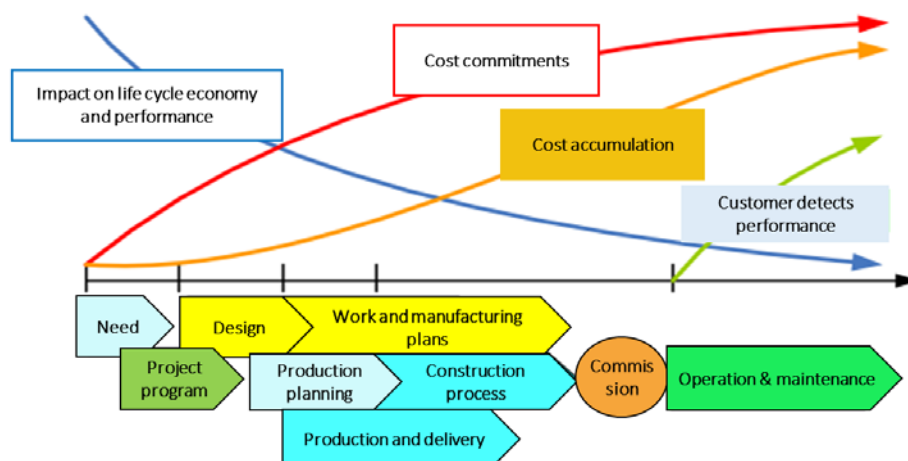 Cost commitments
Impact on life cycle economy
and performance
Cost accumulation
Customer detects
performance
Need
Design
Work and manufacturing
plans
Project
program
Production
planning
Construction
process
Commis
sion
Operation & maintenance
Production and delivery